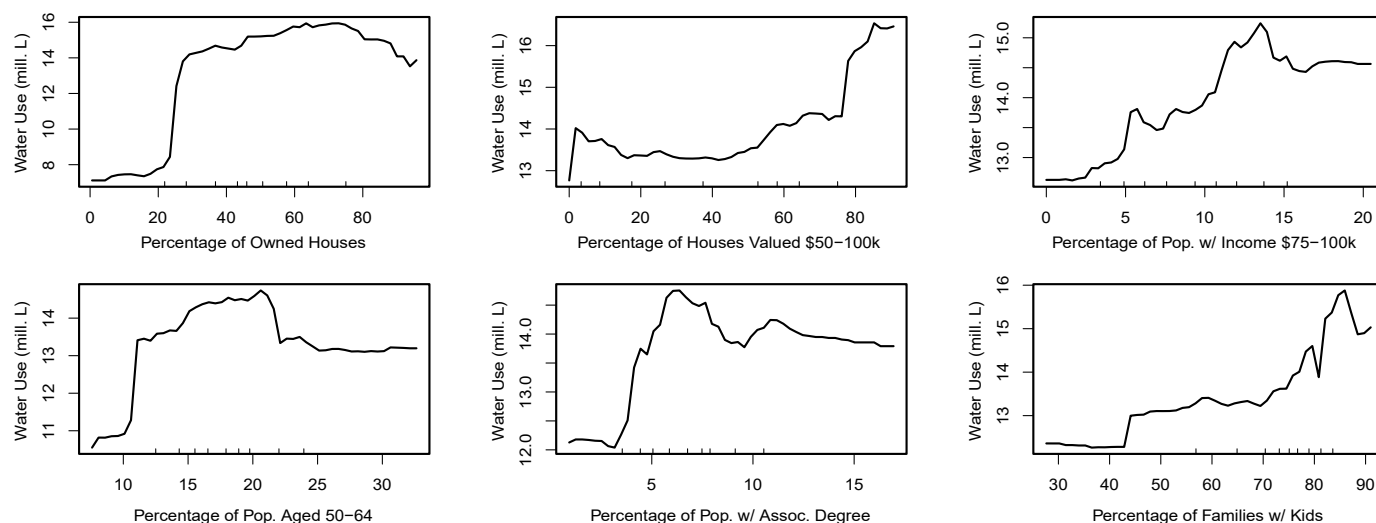 Water Use (mill. L)
8 10 12 14 16
0 20 40 60 80
Percentage of Owned Houses
Water Use (mill. L)
13 14 15 16
0 20 40 60 80
Percentage of Houses Valued $50−100k
Water Use (mill. L)
13.0 14.0 15.0
0 5 10 15 20
Percentage of Pop. w/ Income $75−100k
Water Use (mill. L)
11 12 13 14
10 15 20 25 30
Percentage of Pop. Aged 50−64
Water Use (mill. L)
12.0 13.0 14.0
5 10 15
Percentage of Pop. w/ Assoc. Degree
Water Use (mill. L)
13 14 15 16
30 40 50 60 70 80 90
Percentage of Families w/ Kids